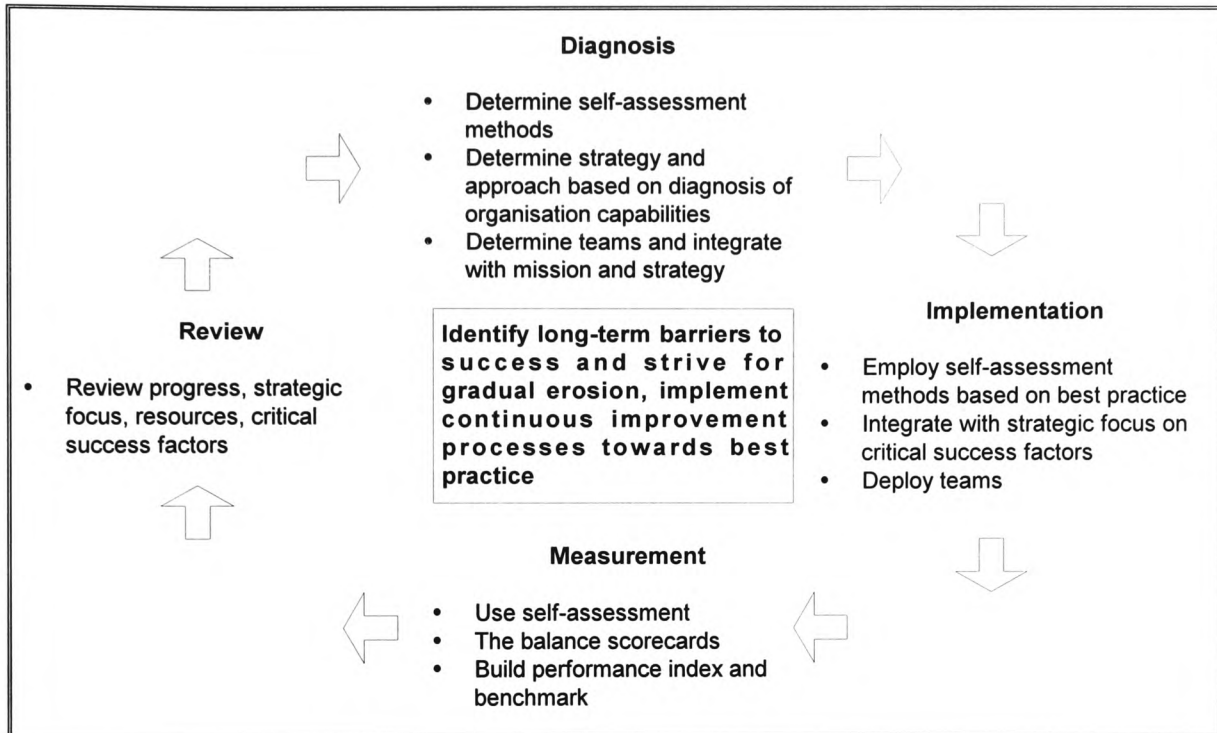 Diagnosis
• Determine self-assessment
methods
• Determine strategy and
approach based on diagnosis of
organisation capabilities
• Determine teams and integrate
with mission and strategy
Implementation
• Employ self-assessment
methods based on best practice
• Integrate with strategic focus on
critical success factors
• Deploy teams
Measurement
• Use self-assessment
• The balance scorecards
• Build performance index and
benchmark
Review
• Review progress, strategic
focus, resources, critical
success factors
Identify long-term barriers to
success and strive for
gradual erosion, implement
continuous improvement
processes towards best
practice